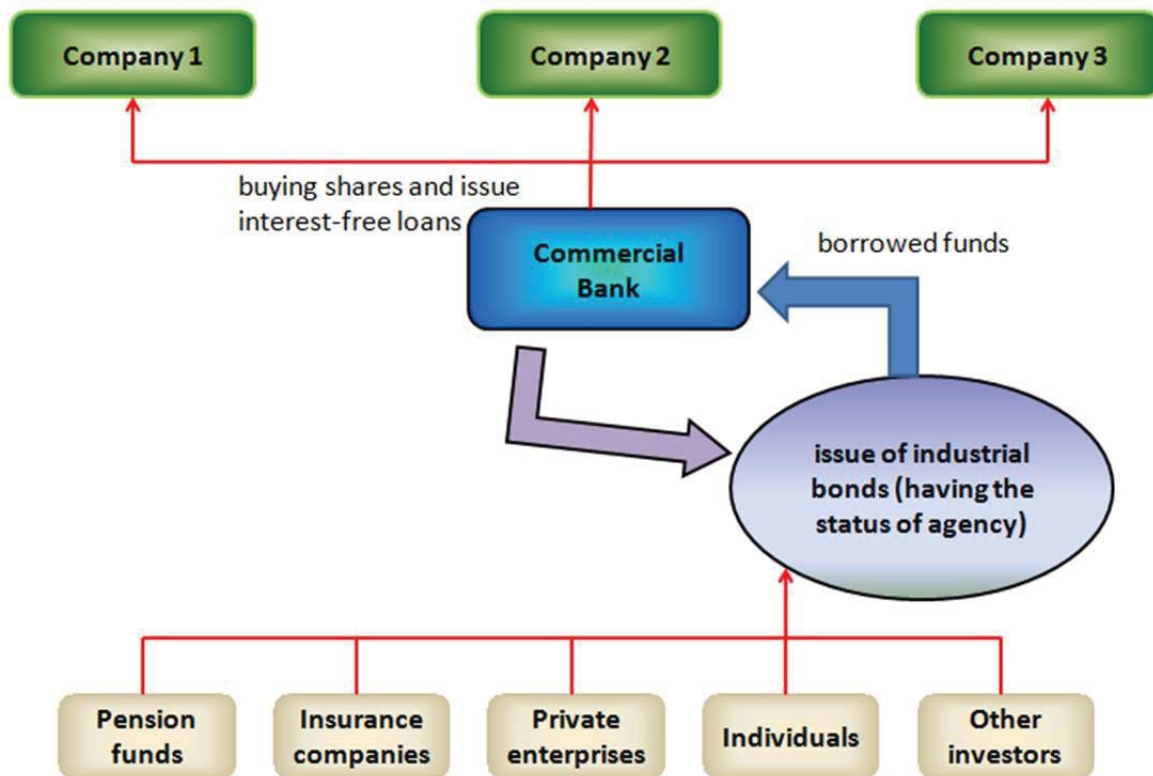 Company 1
Company 2
Company 3
buying shares and issue
interest-free loans
Commercial
Bank
borrowed funds
issue of industrial
bonds (having the
status of agency)
Pension
funds
Insurance
companies
Private
enterprises
Individuals
Other
investors